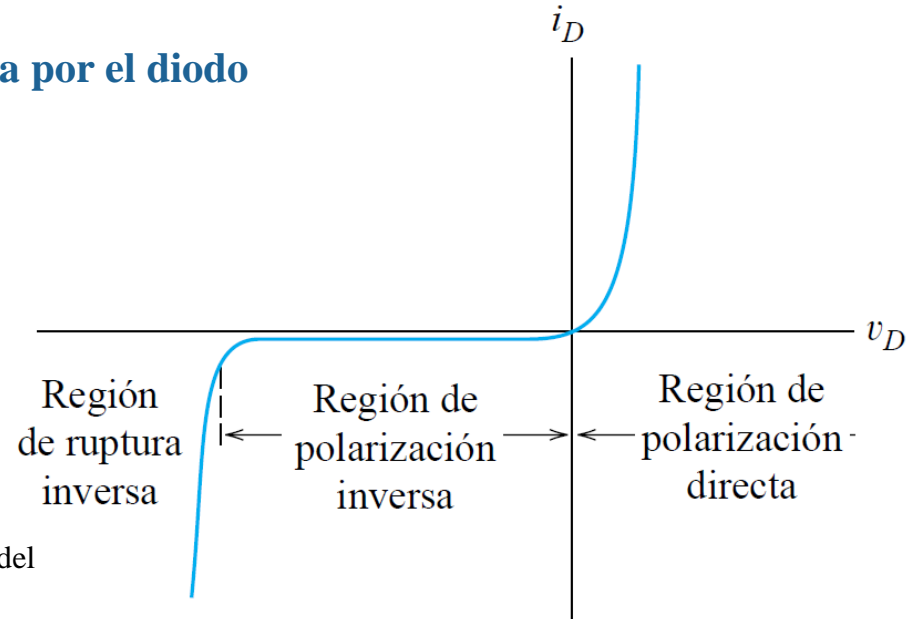 i_D
a por el diodo
v_D
Región
de ruptura
inversa
Región de
polarización
inversa
Región de
polarización
directa
del